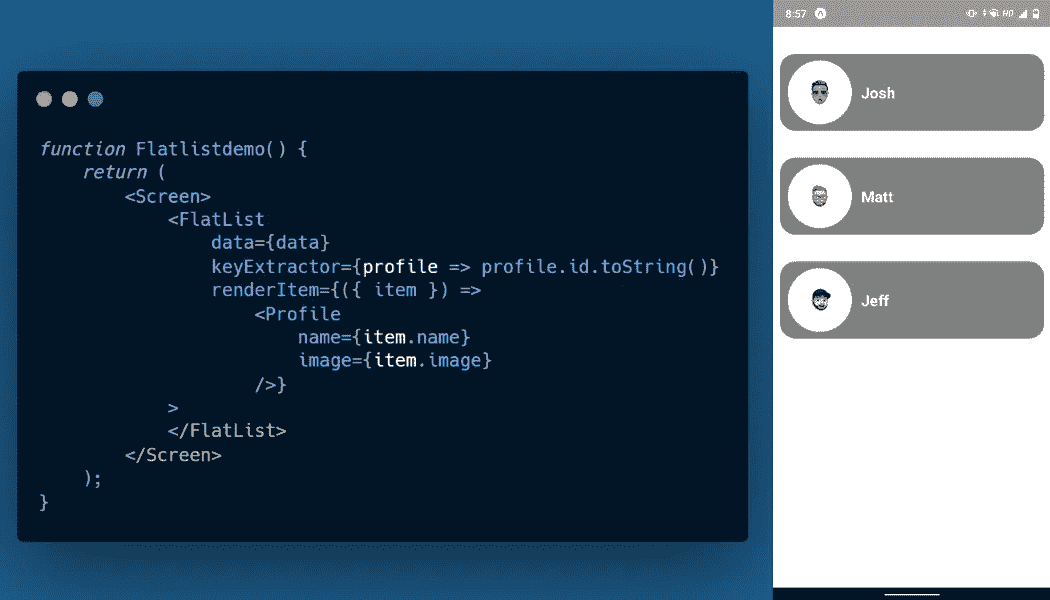 function Flatlistdemo() {
return (
<Screen>
<FlatList
data={data}
keyExtractor={profile => profile.id.toString()}
renderItem={({ item }) =>
<Profile
name={item.name}
image={item.image}
/>}
>
</FlatList>
</Screen>
);
}
8:57 HD
Josh
Matt
Jeff